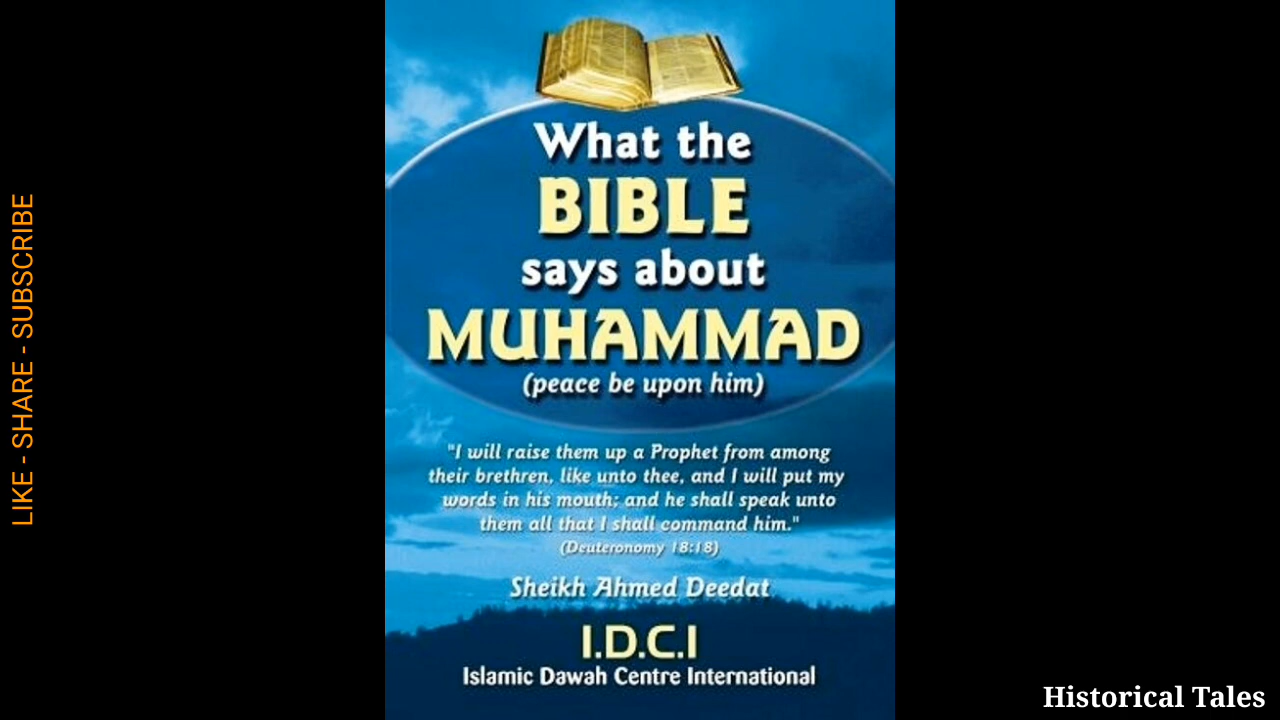 LIKE - SHARE - SUBSCRIBE
What the
BIBLE
says about
MUHAMMAD
(peace be upon him)
"I will raise them up a Prophet from among
their brethren, like unto thee, and I will put my
words in his mouth; and he shall speak unto
them all that I shall command him."
(Deuteronomy 18:18)
Sheikh Ahmed Deedat
I.D.C.I
Islamic Dawah Centre International
Historical Tales